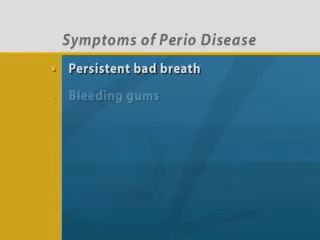 Symptoms of Perio Disease
• Persistent bad breath
• Bleeding gums